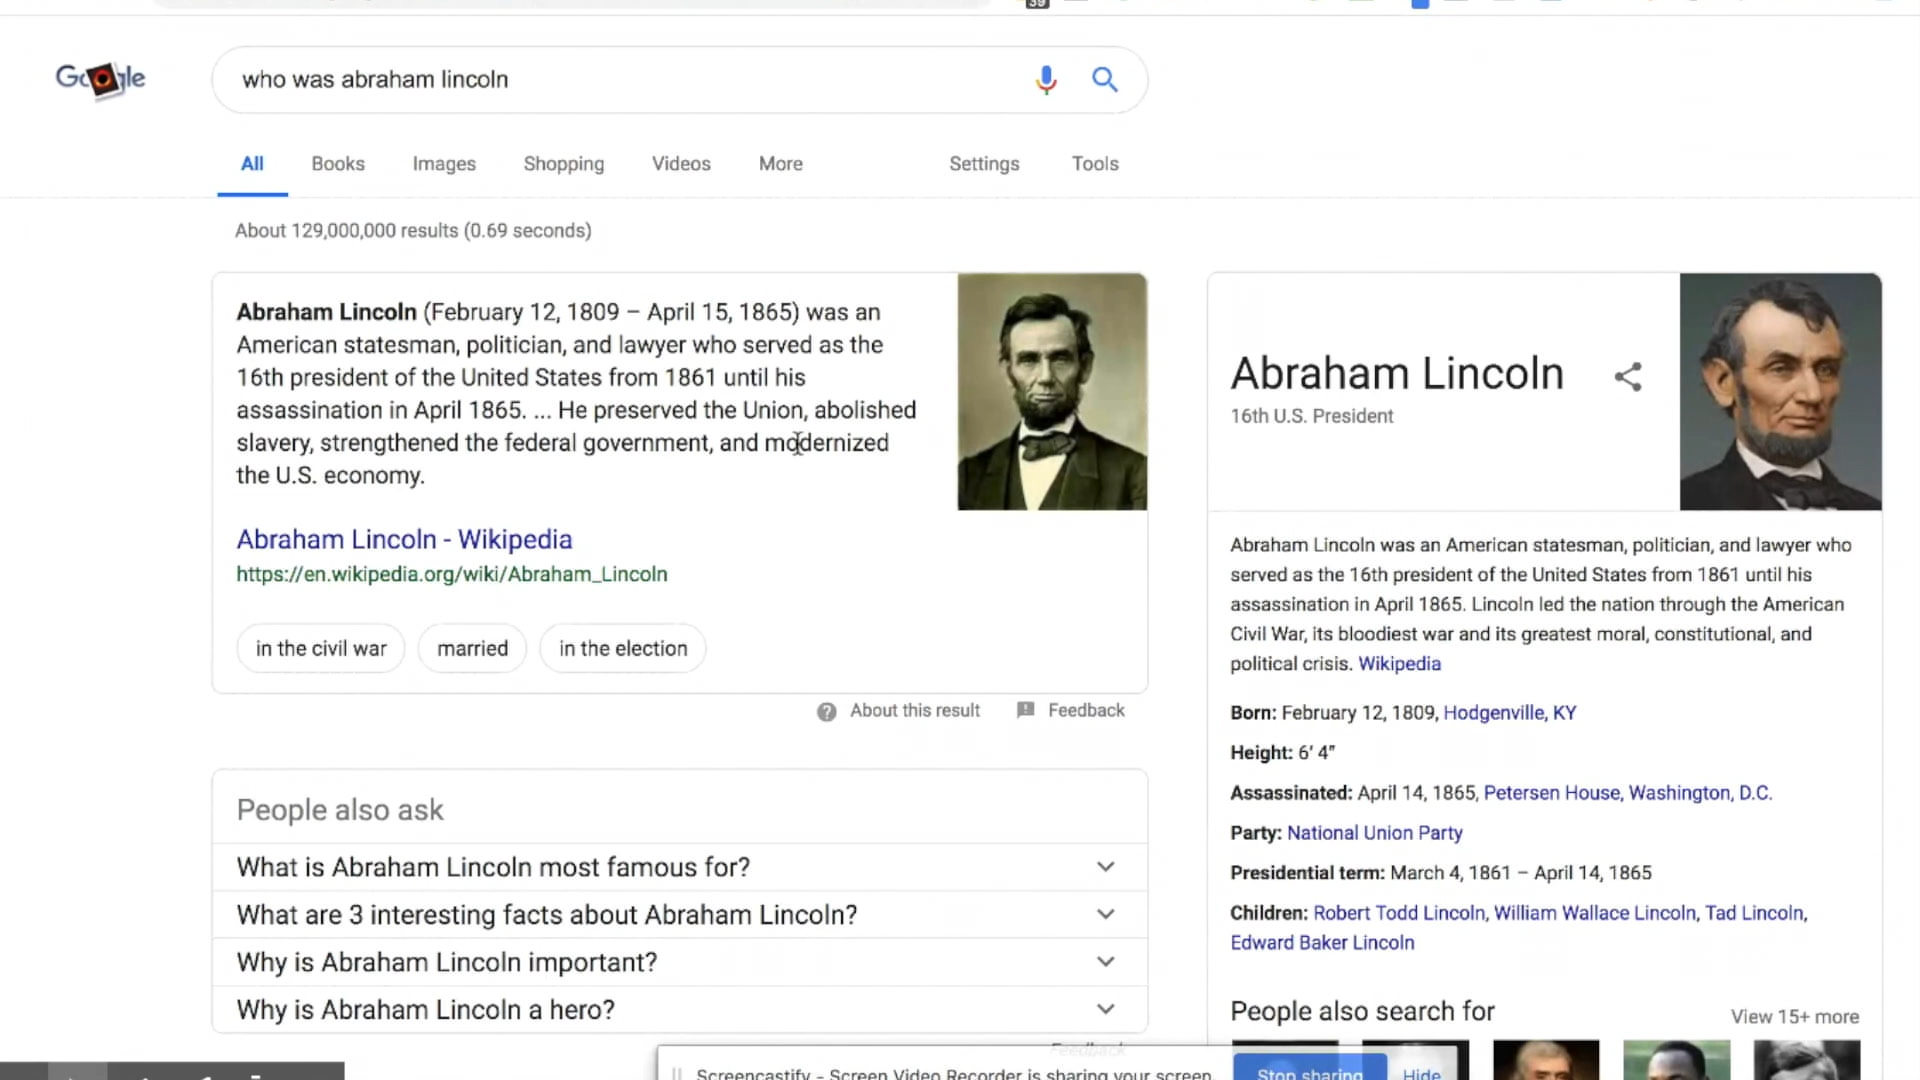 39
Google
who was abraham lincoln
All Books Images Shopping Videos More Settings Tools
About 129,000,000 results (0.69 seconds)
Abraham Lincoln (February 12, 1809 – April 15, 1865) was an
American statesman, politician, and lawyer who served as the
16th president of the United States from 1861 until his
assassination in April 1865. ... He preserved the Union, abolished
slavery, strengthened the federal government, and modernized
the U.S. economy.
Abraham Lincoln - Wikipedia
https://en.wikipedia.org/wiki/Abraham_Lincoln
in the civil war married in the election
About this result Feedback
People also ask
What is Abraham Lincoln most famous for?
What are 3 interesting facts about Abraham Lincoln?
Why is Abraham Lincoln important?
Why is Abraham Lincoln a hero?
Feedback
Abraham Lincoln
16th U.S. President
Abraham Lincoln was an American statesman, politician, and lawyer who
served as the 16th president of the United States from 1861 until his
assassination in April 1865. Lincoln led the nation through the American
Civil War, its bloodiest war and its greatest moral, constitutional, and
political crisis. Wikipedia
Born: February 12, 1809, Hodgenville, KY
Height: 6′ 4″
Assassinated: April 14, 1865, Petersen House, Washington, D.C.
Party: National Union Party
Presidential term: March 4, 1861 – April 14, 1865
Children: Robert Todd Lincoln, William Wallace Lincoln, Tad Lincoln,
Edward Baker Lincoln
People also search for View 15+ more
Screencastify - Screen Video Recorder is sharing your screen. Stop sharing Hide